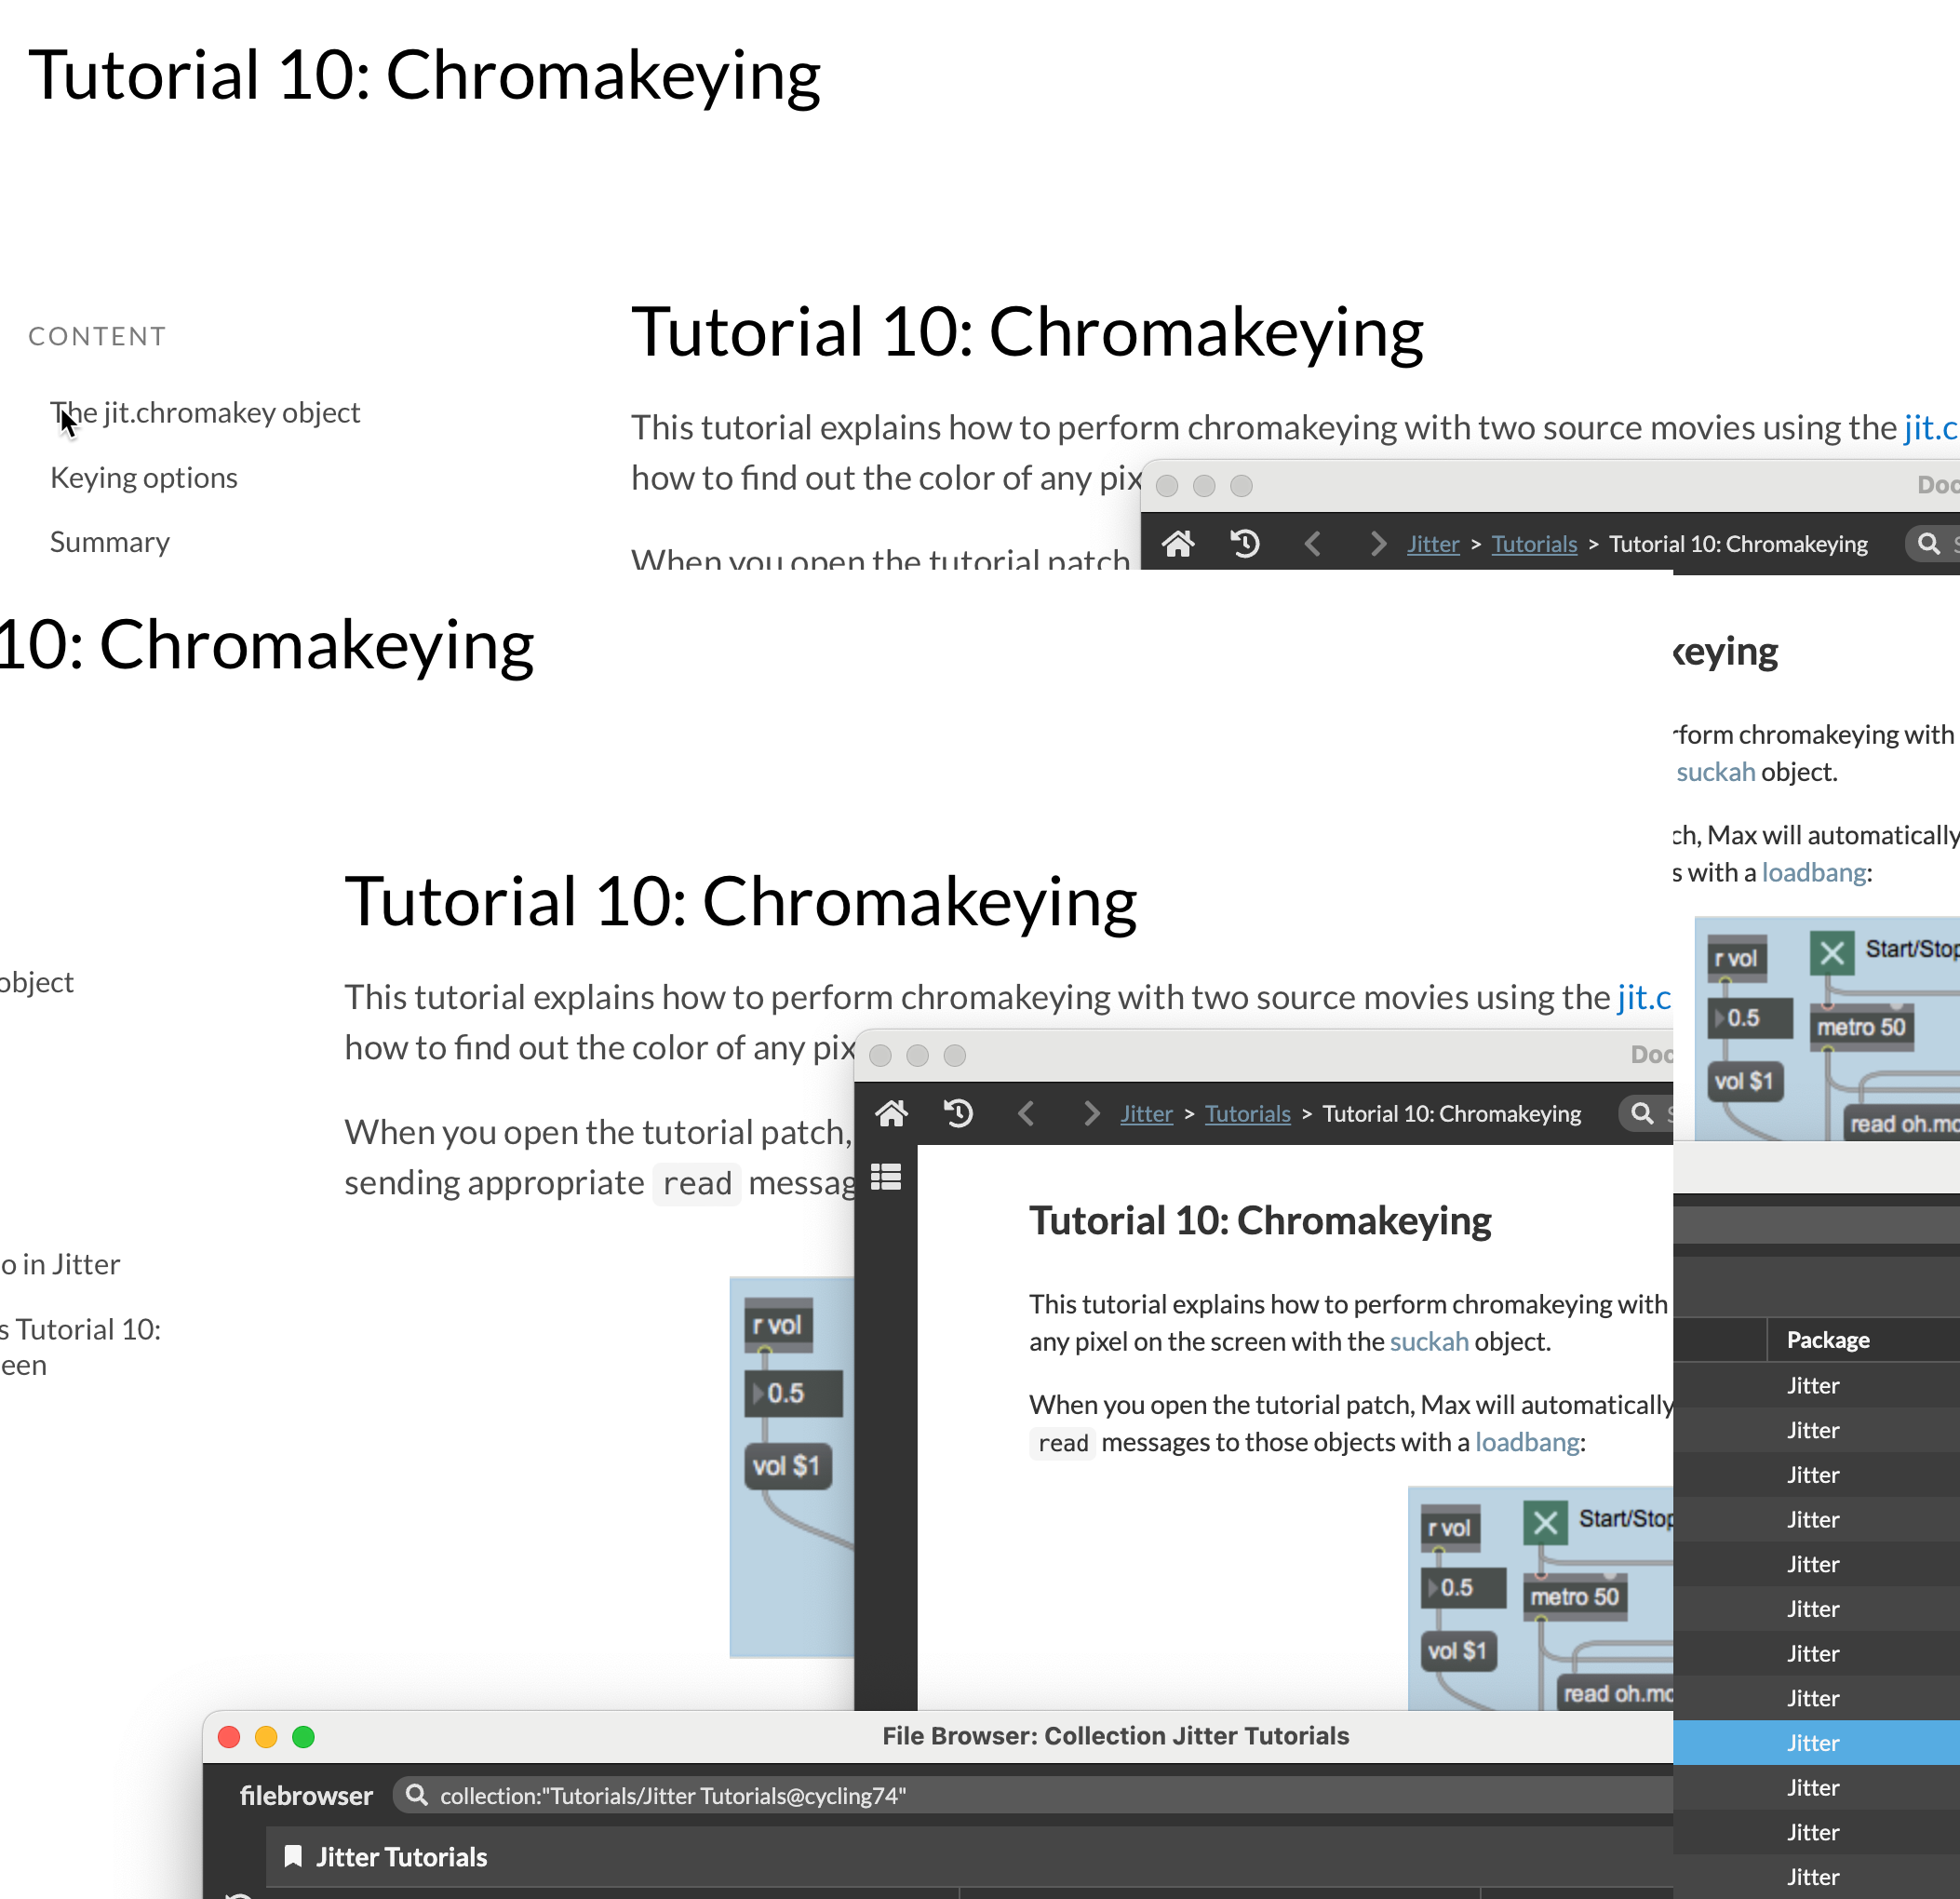 Tutorial 10: Chromakeying
CONTENT
The jit.chromakey object
Keying options
Summary
Tutorial 10: Chromakeying
This tutorial explains how to perform chromakeying with two source movies using the jit.c
how to find out the color of any pix
When you open the tutorial patch
Doc
Jitter > Tutorials > Tutorial 10: Chromakeying
10: Chromakeying
object
o in Jitter
s Tutorial 10:
een
Tutorial 10: Chromakeying
This tutorial explains how to perform chromakeying with two source movies using the jit.c
how to find out the color of any pix
When you open the tutorial patch,
sending appropriate read messag
r vol
0.5
vol $1
Doc
Jitter > Tutorials > Tutorial 10: Chromakeying
Tutorial 10: Chromakeying
This tutorial explains how to perform chromakeying with
any pixel on the screen with the suckah object.
When you open the tutorial patch, Max will automatically
read messages to those objects with a loadbang:
r vol
Start/Stop
0.5
metro 50
vol $1
read oh.mo
keying
rform chromakeying with
suckah object.
ch, Max will automatically
s with a loadbang:
r vol
Start/Stop
0.5
metro 50
vol $1
read oh.mo
Package
Jitter
Jitter
Jitter
Jitter
Jitter
Jitter
Jitter
Jitter
Jitter
Jitter
Jitter
Jitter
File Browser: Collection Jitter Tutorials
filebrowser
collection:"Tutorials/Jitter Tutorials@cycling74"
Jitter Tutorials